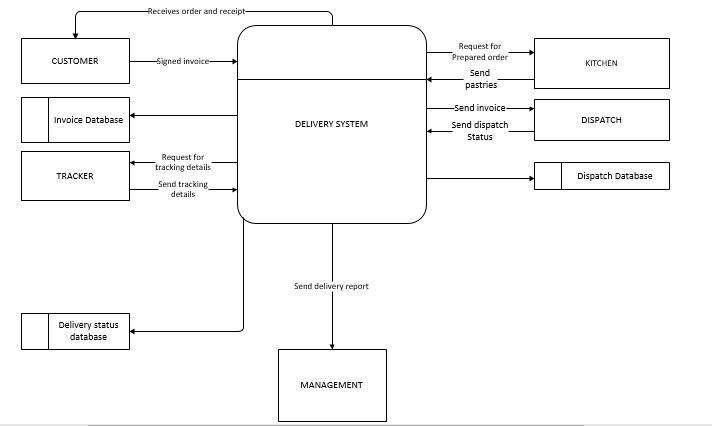 Receives order and receipt
CUSTOMER
Signed invoice
Request for
Prepared order
KITCHEN
Send
pastries
Invoice Database
DELIVERY SYSTEM
Send invoice
DISPATCH
Send dispatch
Status
TRACKER
Request for
tracking details
Send tracking
details
Dispatch Database
Send delivery report
Delivery status
database
MANAGEMENT